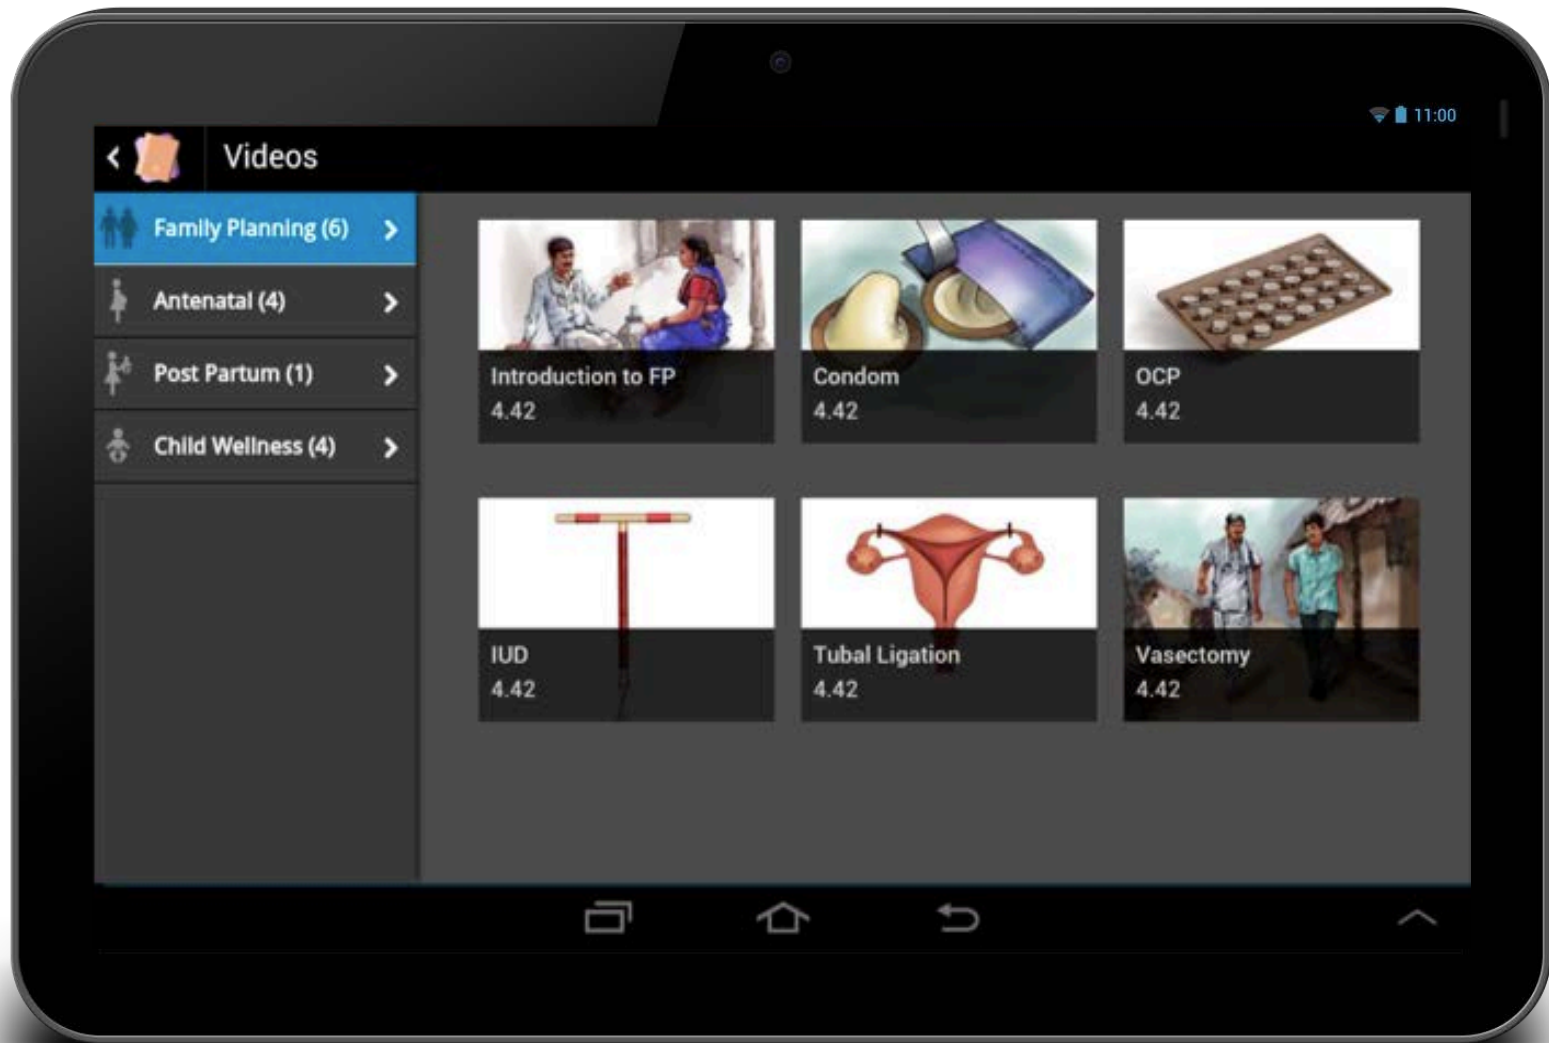 11:00
Videos
Family Planning (6)
Antenatal (4)
Post Partum (1)
Child Wellness (4)
Introduction to FP
4.42
Condom
4.42
OCP
4.42
IUD
4.42
Tubal Ligation
4.42
Vasectomy
4.42